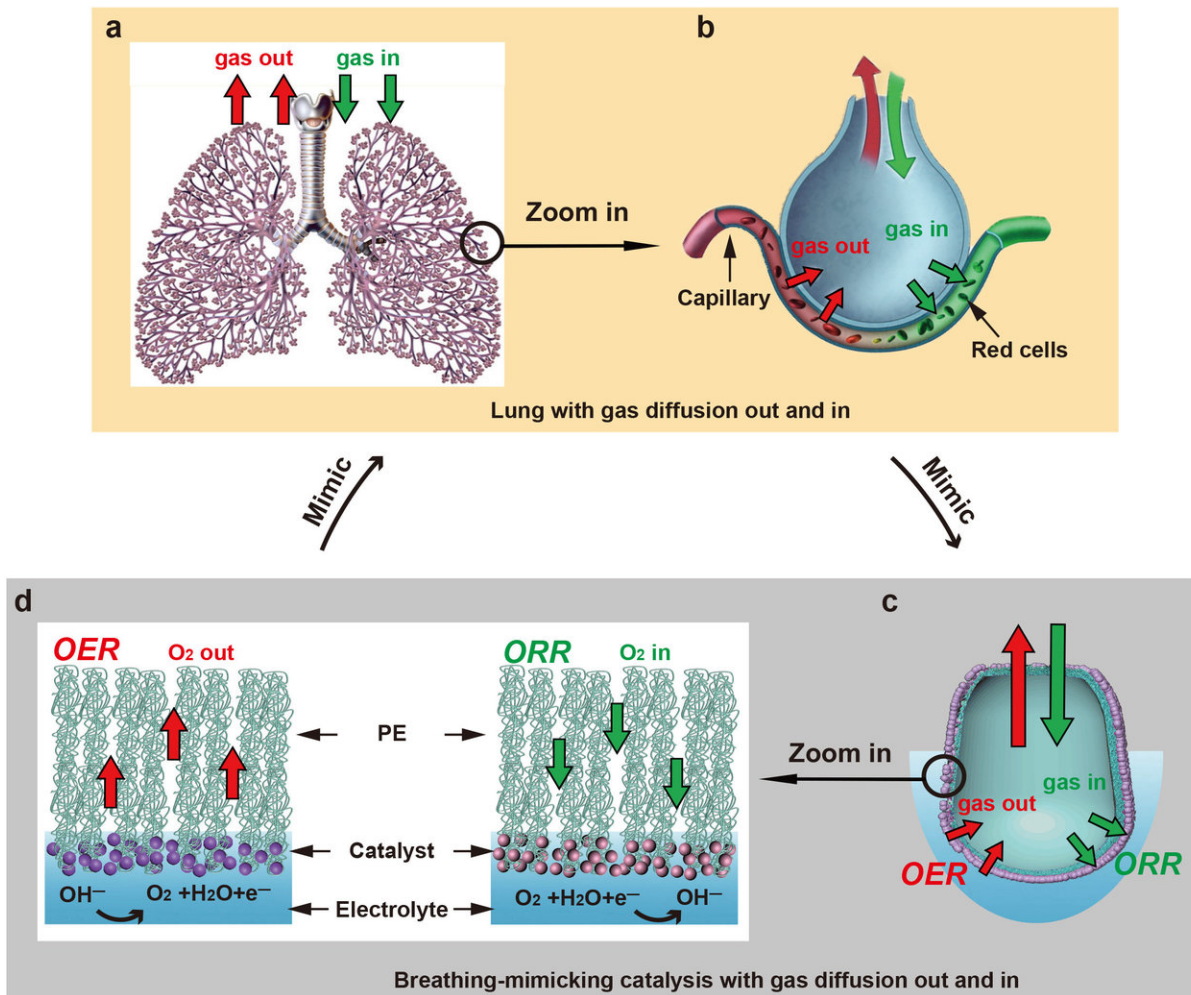 a
gas out
gas in
Zoom in
b
gas out
gas in
Capillary
Red cells
Lung with gas diffusion out and in
Mimic
Mimic
d
OER
O₂ out
ORR
O₂ in
PE
Catalyst
OH⁻
O₂ +H₂O+e⁻
Electrolyte
O₂ +H₂O+e⁻
OH⁻
c
Zoom in
gas out
gas in
OER
ORR
Breathing-mimicking catalysis with gas diffusion out and in